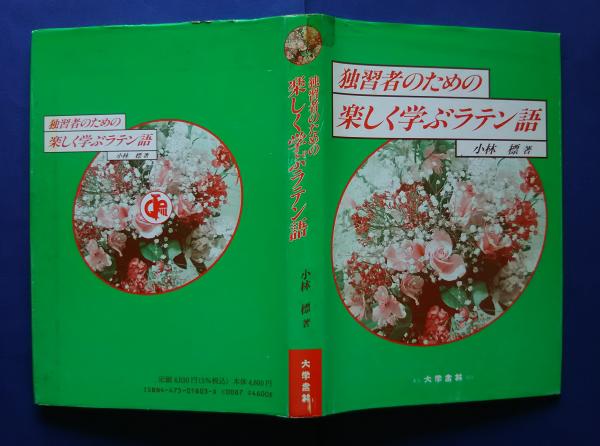 独習者のための
楽しく学ぶラテン語
小林 標 著
独習者のための
楽しく学ぶラテン語
小林 標 著
大学書林
独習者のための
楽しく学ぶラテン語
小林 標 著
大学書林